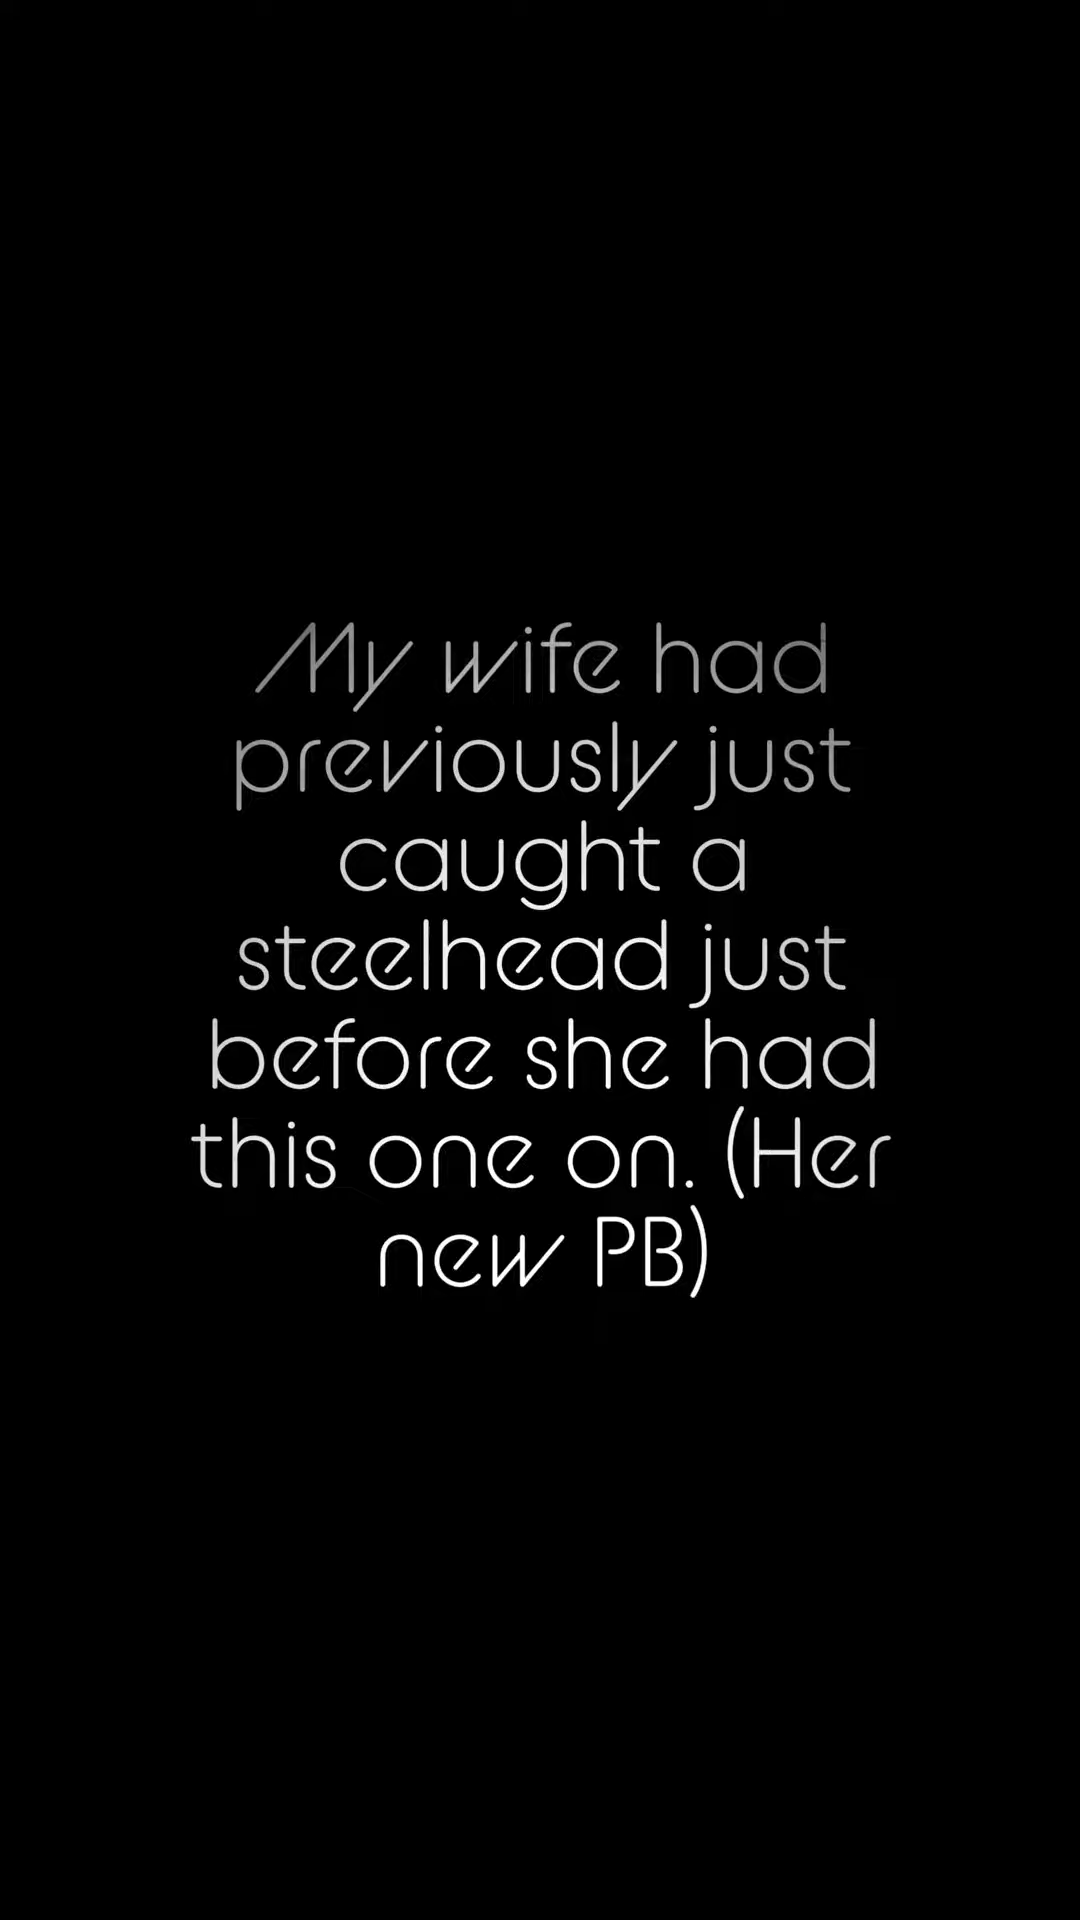 My wife had
previously just
caught a
steelhead just
before she had
this one on. (Her
new PB)